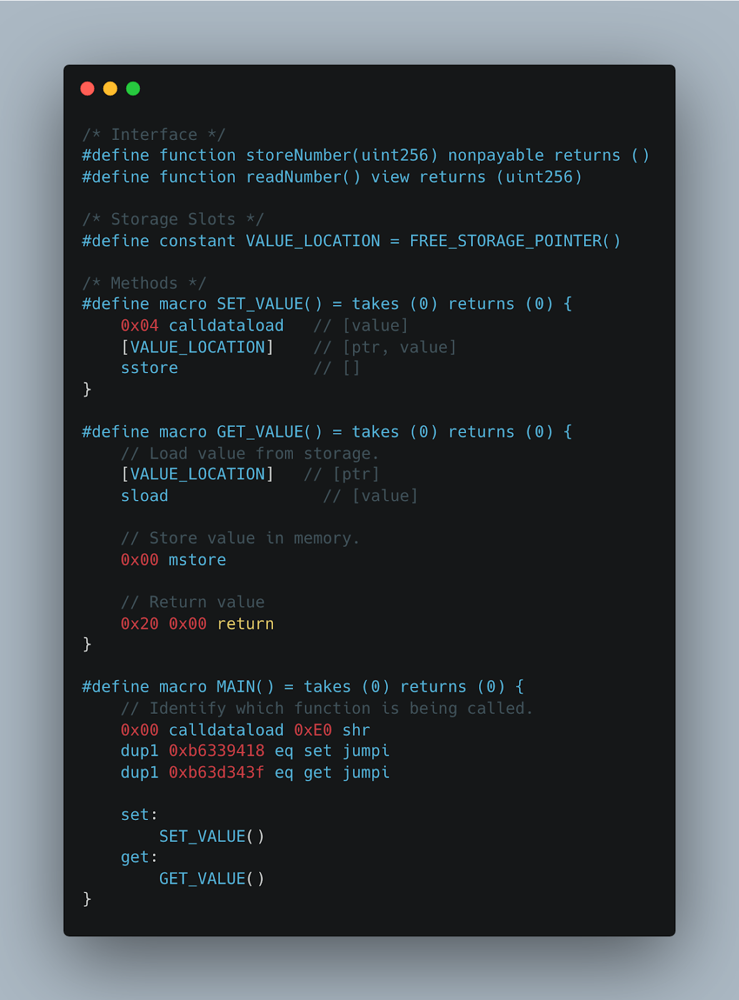 /* Interface */
#define function storeNumber(uint256) nonpayable returns ()
#define function readNumber() view returns (uint256)
/* Storage Slots */
#define constant VALUE_LOCATION = FREE_STORAGE_POINTER()
/* Methods */
#define macro SET_VALUE() = takes (0) returns (0) {
    0x04 calldataload   // [value]
    [VALUE_LOCATION]    // [ptr, value]
    sstore              // []
}
#define macro GET_VALUE() = takes (0) returns (0) {
    // Load value from storage.
    [VALUE_LOCATION]   // [ptr]
    sload                // [value]
    // Store value in memory.
    0x00 mstore
    // Return value
    0x20 0x00 return
}
#define macro MAIN() = takes (0) returns (0) {
    // Identify which function is being called.
    0x00 calldataload 0xE0 shr
    dup1 0xb6339418 eq set jumpi
    dup1 0xb63d343f eq get jumpi
    set:
        SET_VALUE()
    get:
        GET_VALUE()
}